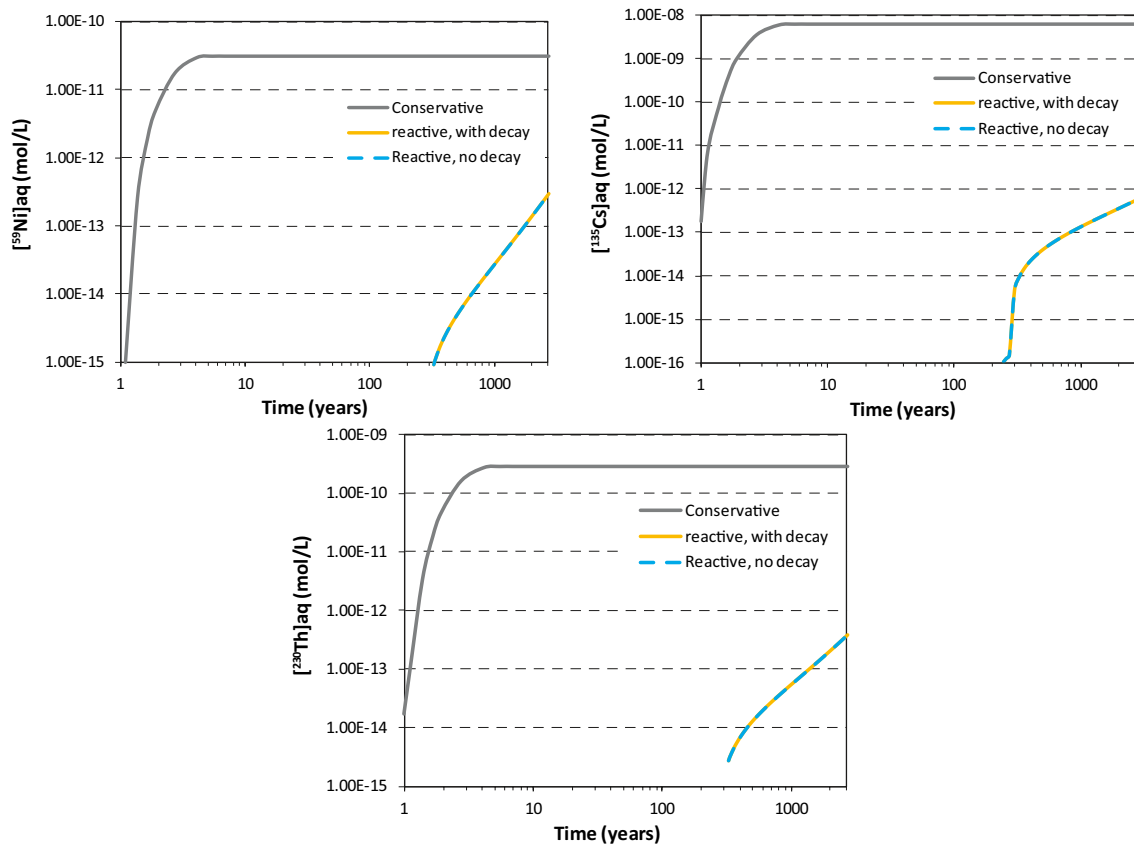 1.00E-10
1.00E-11
1.00E-12
1.00E-13
1.00E-14
1.00E-15
[⁵⁹Ni]aq (mol/L)
Conservative
reactive, with decay
Reactive, no decay
1 10 100 1000
Time (years)
1.00E-08
1.00E-09
1.00E-10
1.00E-11
1.00E-12
1.00E-13
1.00E-14
1.00E-15
1.00E-16
[¹³⁵Cs]aq (mol/L)
Conservative
reactive, with decay
Reactive, no decay
1 10 100 1000
Time (years)
1.00E-09
1.00E-10
1.00E-11
1.00E-12
1.00E-13
1.00E-14
1.00E-15
[²³⁰Th]aq (mol/L)
Conservative
reactive, with decay
Reactive, no decay
1 10 100 1000
Time (years)